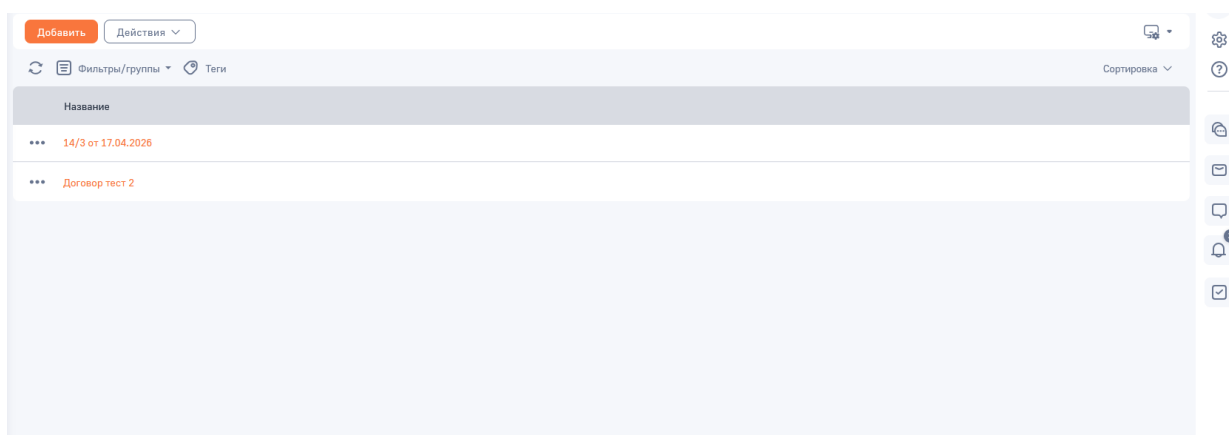 Добавить Действия
Фильтры/группы Теги Сортировка
Название
14/3 от 17.04.2026
Договор тест 2